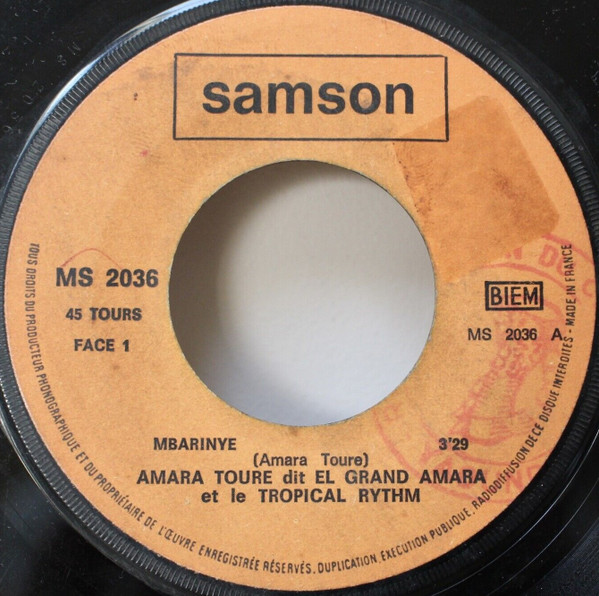 samson
MS 2036
45 TOURS
FACE 1
BIEM
MS 2036 A
MBARINYE 3'29
(Amara Toure)
AMARA TOURE dit EL GRAND AMARA
et le TROPICAL RYTHM
TOUS DROITS DU PRODUCTEUR PHONOGRAPHIQUE ET DU PROPRIÉTAIRE DE L'ŒUVRE ENREGISTRÉE RÉSERVÉS. DUPLICATION, EXECUTION PUBLIQUE, RADIODIFFUSION DE CE DISQUE INTERDITES - MADE IN FRANCE